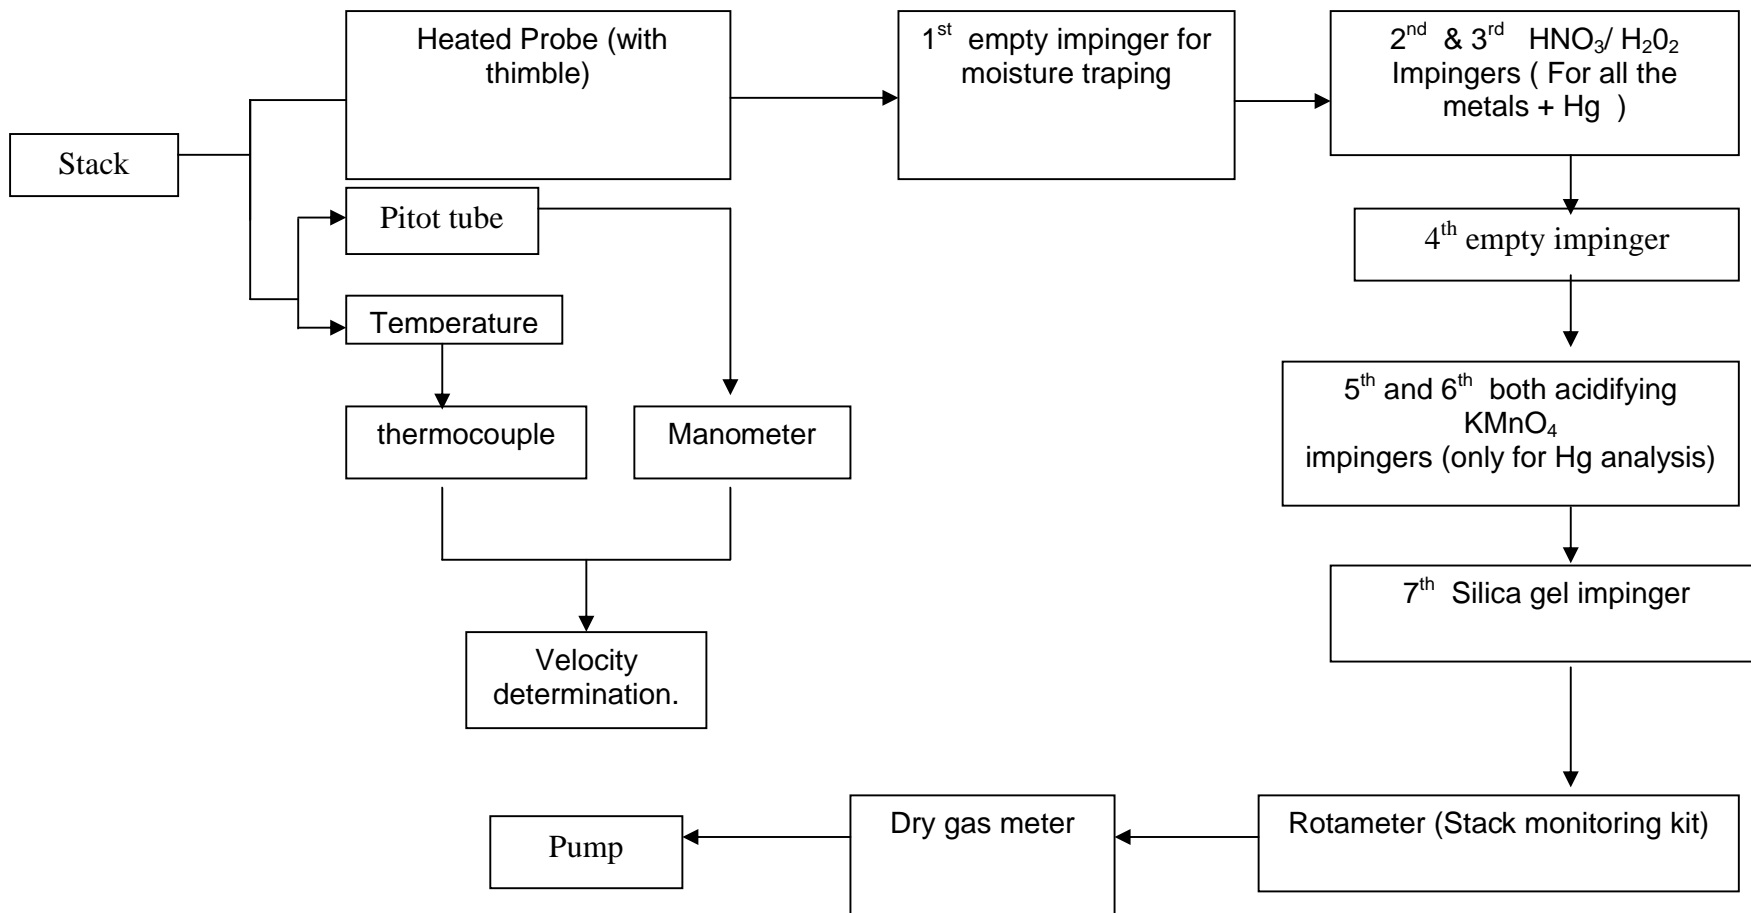 Heated Probe (with
thimble)
1st empty impinger for
moisture traping
2nd & 3rd HNO3/ H202
Impingers ( For all the
metals + Hg )
Stack
Pitot tube
4th empty impinger
Temperature
5th and 6th both acidifying
KMnO4
impingers (only for Hg analysis)
thermocouple
Manometer
7th Silica gel impinger
Velocity
determination.
Pump
Dry gas meter
Rotameter (Stack monitoring kit)